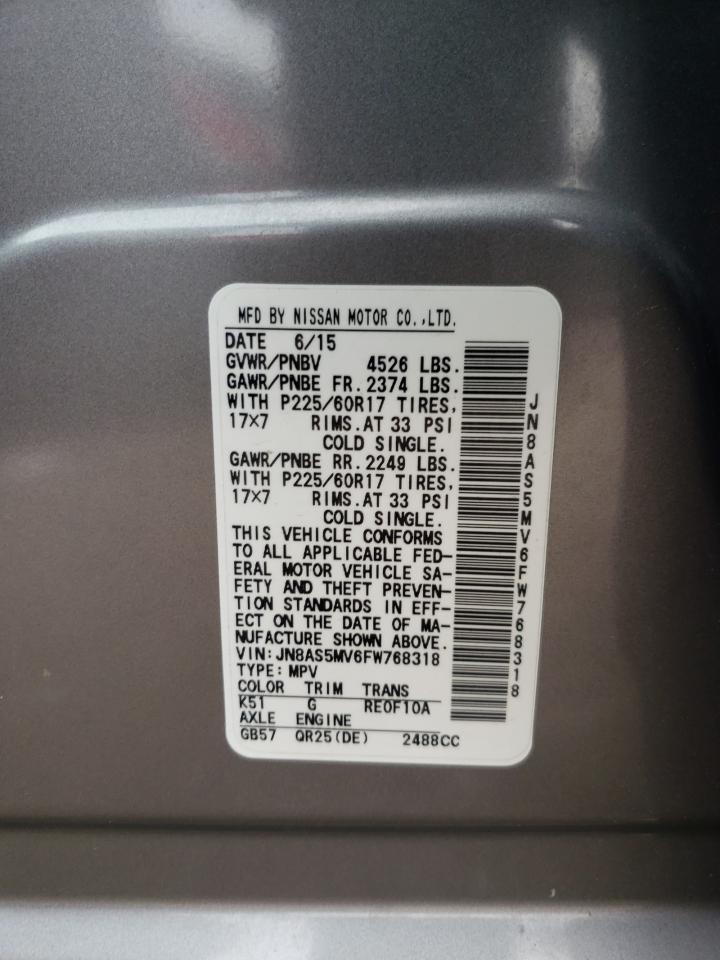 MFD BY NISSAN MOTOR CO.,LTD.
DATE 6/15
GVWR/PNBV 4526 LBS.
GAWR/PNBE FR. 2374 LBS.
WITH P225/60R17 TIRES,
17×7 RIMS.AT 33 PSI
COLD SINGLE.
GAWR/PNBE RR. 2249 LBS.
WITH P225/60R17 TIRES,
17×7 RIMS.AT 33 PSI
COLD SINGLE.
THIS VEHICLE CONFORMS
TO ALL APPLICABLE FED-
ERAL MOTOR VEHICLE SA-
FETY AND THEFT PREVEN-
TION STANDARDS IN EFF-
ECT ON THE DATE OF MA-
NUFACTURE SHOWN ABOVE.
VIN:JN8AS5MV6FW768318
TYPE:MPV
COLOR TRIM TRANS
K51 G RE0F10A
AXLE ENGINE
GB57 QR25(DE) 2488CC
JN8AS5MV6FW768318